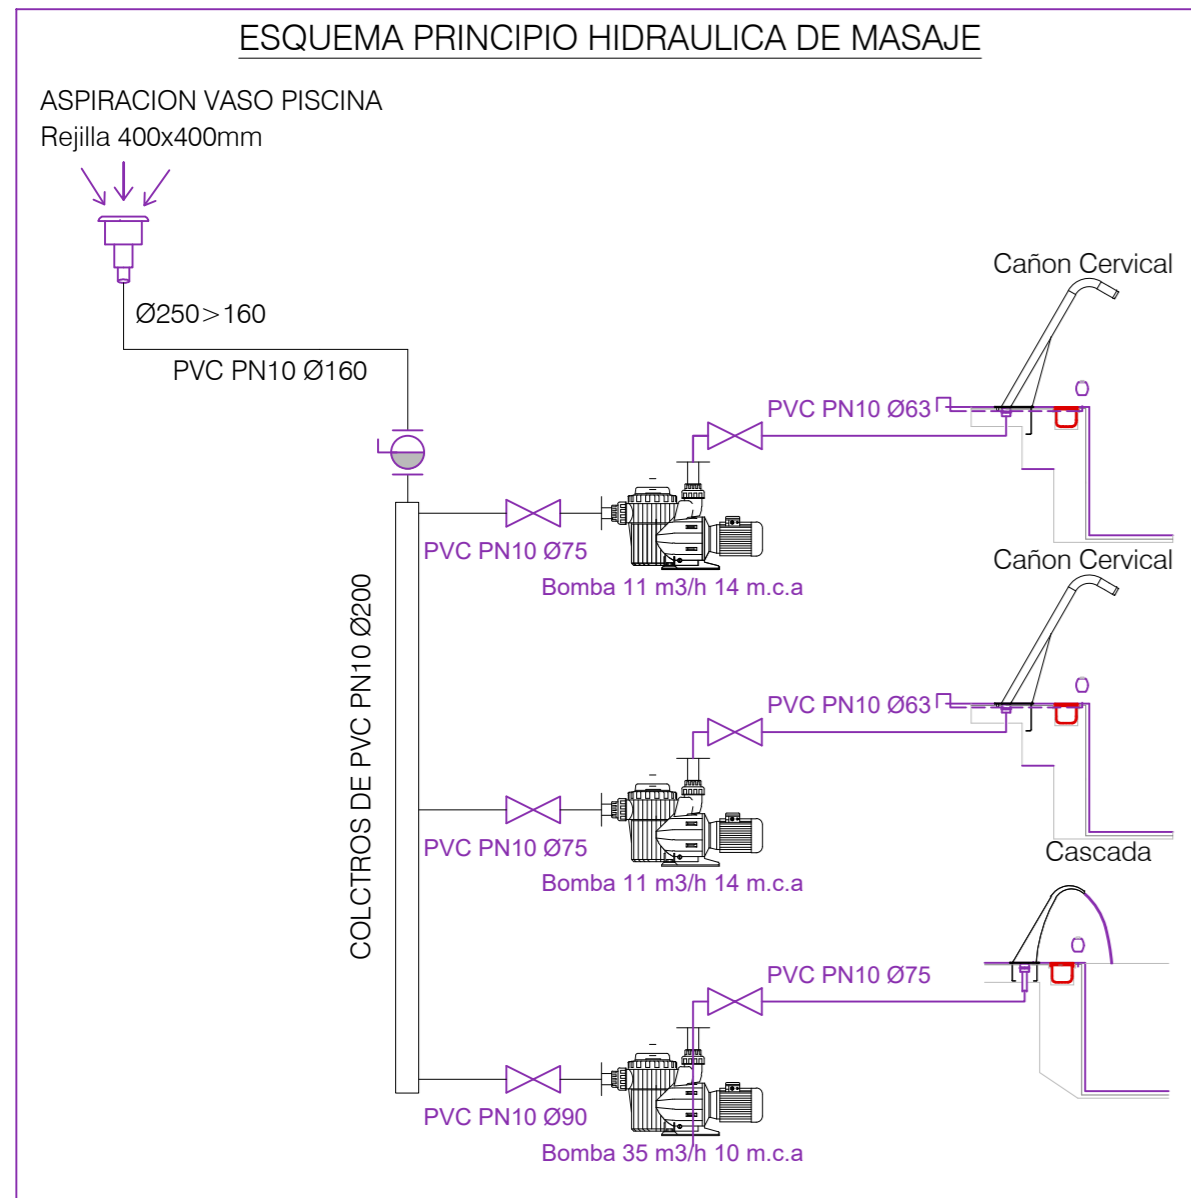 ESQUEMA PRINCIPIO HIDRAULICA DE MASAJE
ASPIRACION VASO PISCINA
Rejilla 400x400mm
Ø250>160
PVC PN10 Ø160
COLCTROS DE PVC PN10 Ø200
Cañon Cervical
PVC PN10 Ø63
PVC PN10 Ø75
Bomba 11 m3/h 14 m.c.a
Cañon Cervical
PVC PN10 Ø63
PVC PN10 Ø75
Bomba 11 m3/h 14 m.c.a
Cascada
PVC PN10 Ø75
PVC PN10 Ø90
Bomba 35 m3/h 10 m.c.a